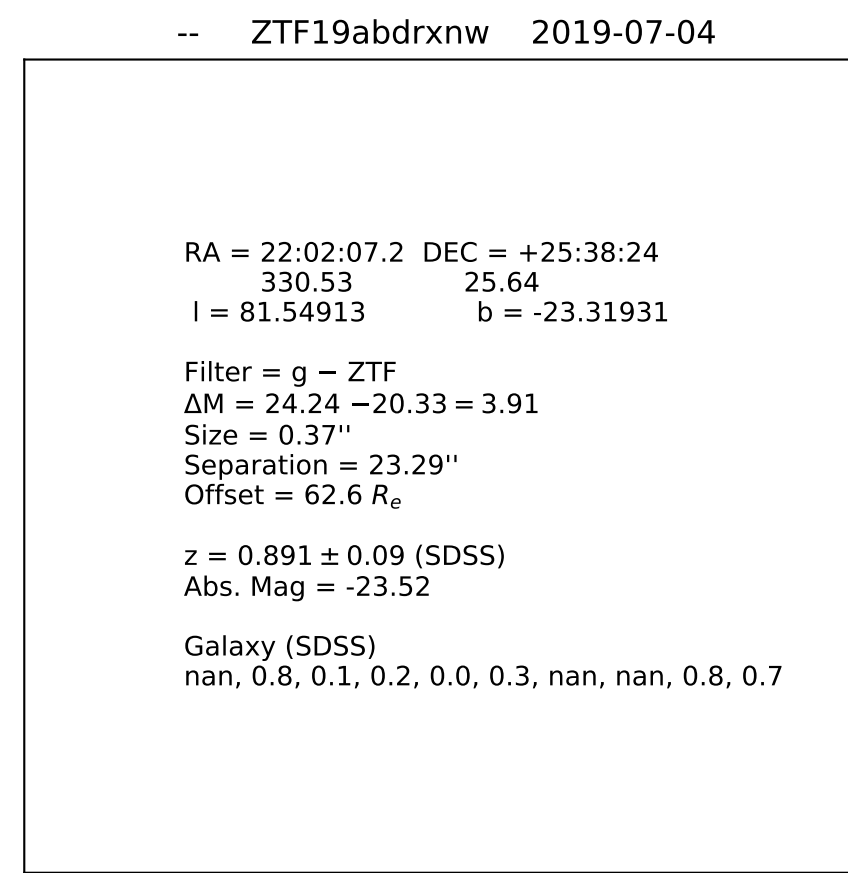 -- ZTF19abdrxnw 2019-07-04
RA = 22:02:07.2 DEC = +25:38:24
330.53 25.64
l = 81.54913 b = -23.31931
Filter = g − ZTF
ΔM = 24.24 −20.33 = 3.91
Size = 0.37''
Separation = 23.29''
Offset = 62.6 Rₑ
z = 0.891 ± 0.09 (SDSS)
Abs. Mag = -23.52
Galaxy (SDSS)
nan, 0.8, 0.1, 0.2, 0.0, 0.3, nan, nan, 0.8, 0.7